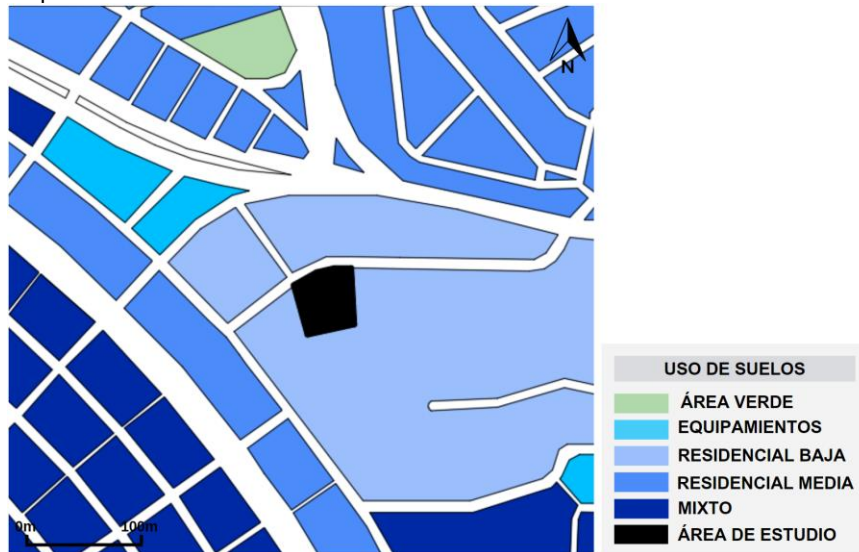 N
0m 100m
USO DE SUELOS
ÁREA VERDE
EQUIPAMIENTOS
RESIDENCIAL BAJA
RESIDENCIAL MEDIA
MIXTO
ÁREA DE ESTUDIO